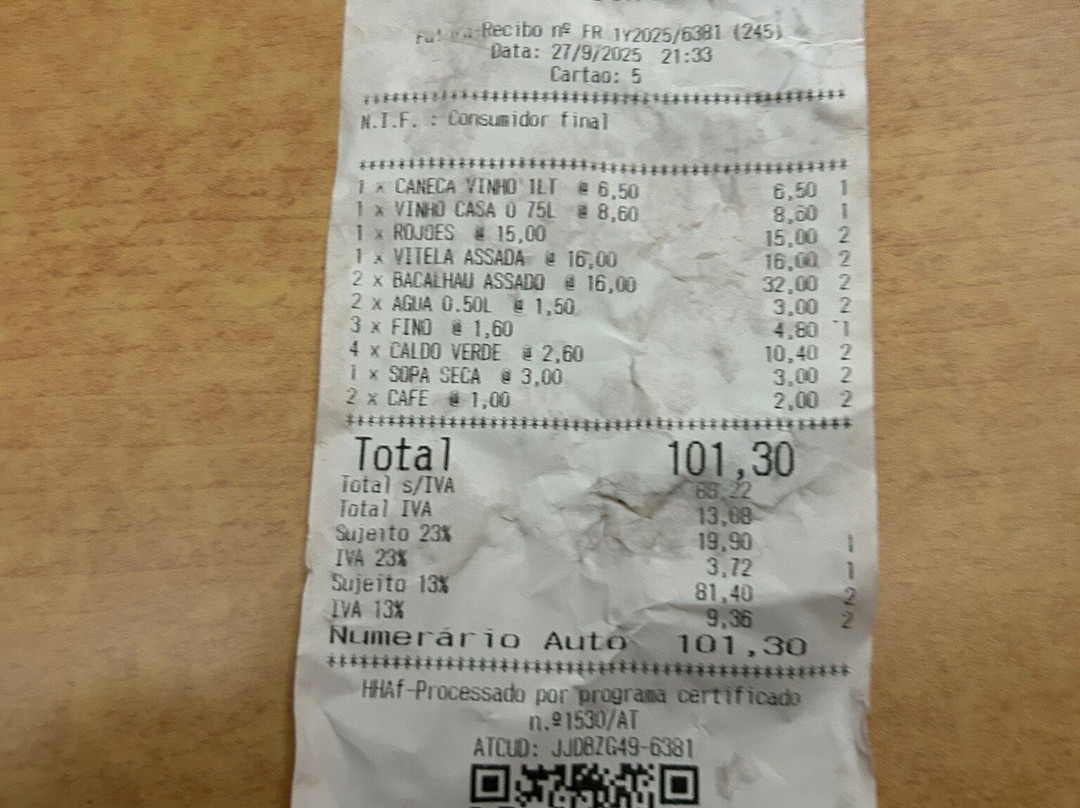 -Recibo nº FR 1Y2025/6381 (245)
Data: 27/9/2025 21:33
Cartao: 5
************************************************
N.I.F. : Consumidor final
************************************************
1 x CANECA VINHO 1LT @ 6,50 6,50 1
1 x VINHO CASA 0 75L @ 8,60 8,60 1
1 x ROJOES @ 15,00 15,00 2
1 x VITELA ASSADA @ 16,00 16,00 2
2 x BACALHAU ASSADO @ 16,00 32,00 2
2 x AGUA 0.50L @ 1,50 3,00 2
3 x FINO @ 1,60 4,80 1
4 x CALDO VERDE @ 2,60 10,40 2
1 x SOPA SECA @ 3,00 3,00 2
2 x CAFE @ 1,00 2,00 2
************************************************
Total 101,30
Total s/IVA 88,22
Total IVA 13,08
Sujeito 23% 19,90 1
IVA 23% 3,72 1
Sujeito 13% 81,40 2
IVA 13% 9,36 2
Numerário Auto 101,30
************************************************
HHAf-Processado por programa certificado
n.º1530/AT
ATCUD: JJDBZG49-6381